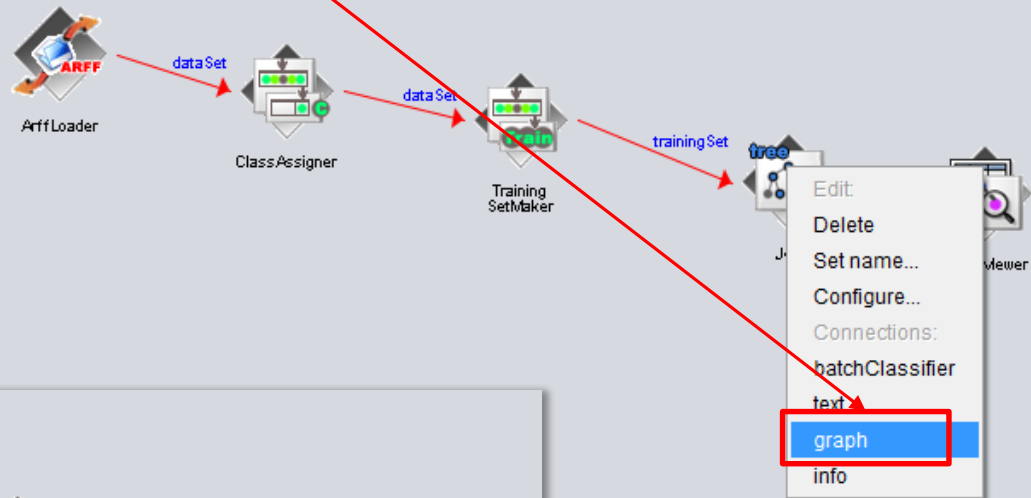 ARFF
dataSet
ArffLoader
ClassAssigner
dataSet
Train
Training
SetMaker
trainingSet
tree
J
Viewer
Edit:
Delete
Set name...
Configure...
Connections:
batchClassifier
text
graph
info